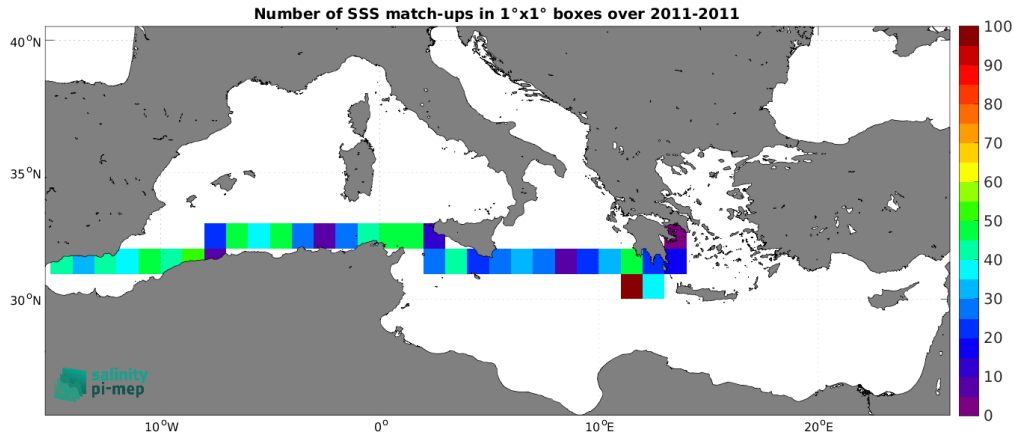 Number of SSS match-ups in 1°x1° boxes over 2011-2011
40°N
35°N
30°N
10°W
0°
10°E
20°E
100
90
80
70
60
50
40
30
20
10
0
salinity
pi-mep